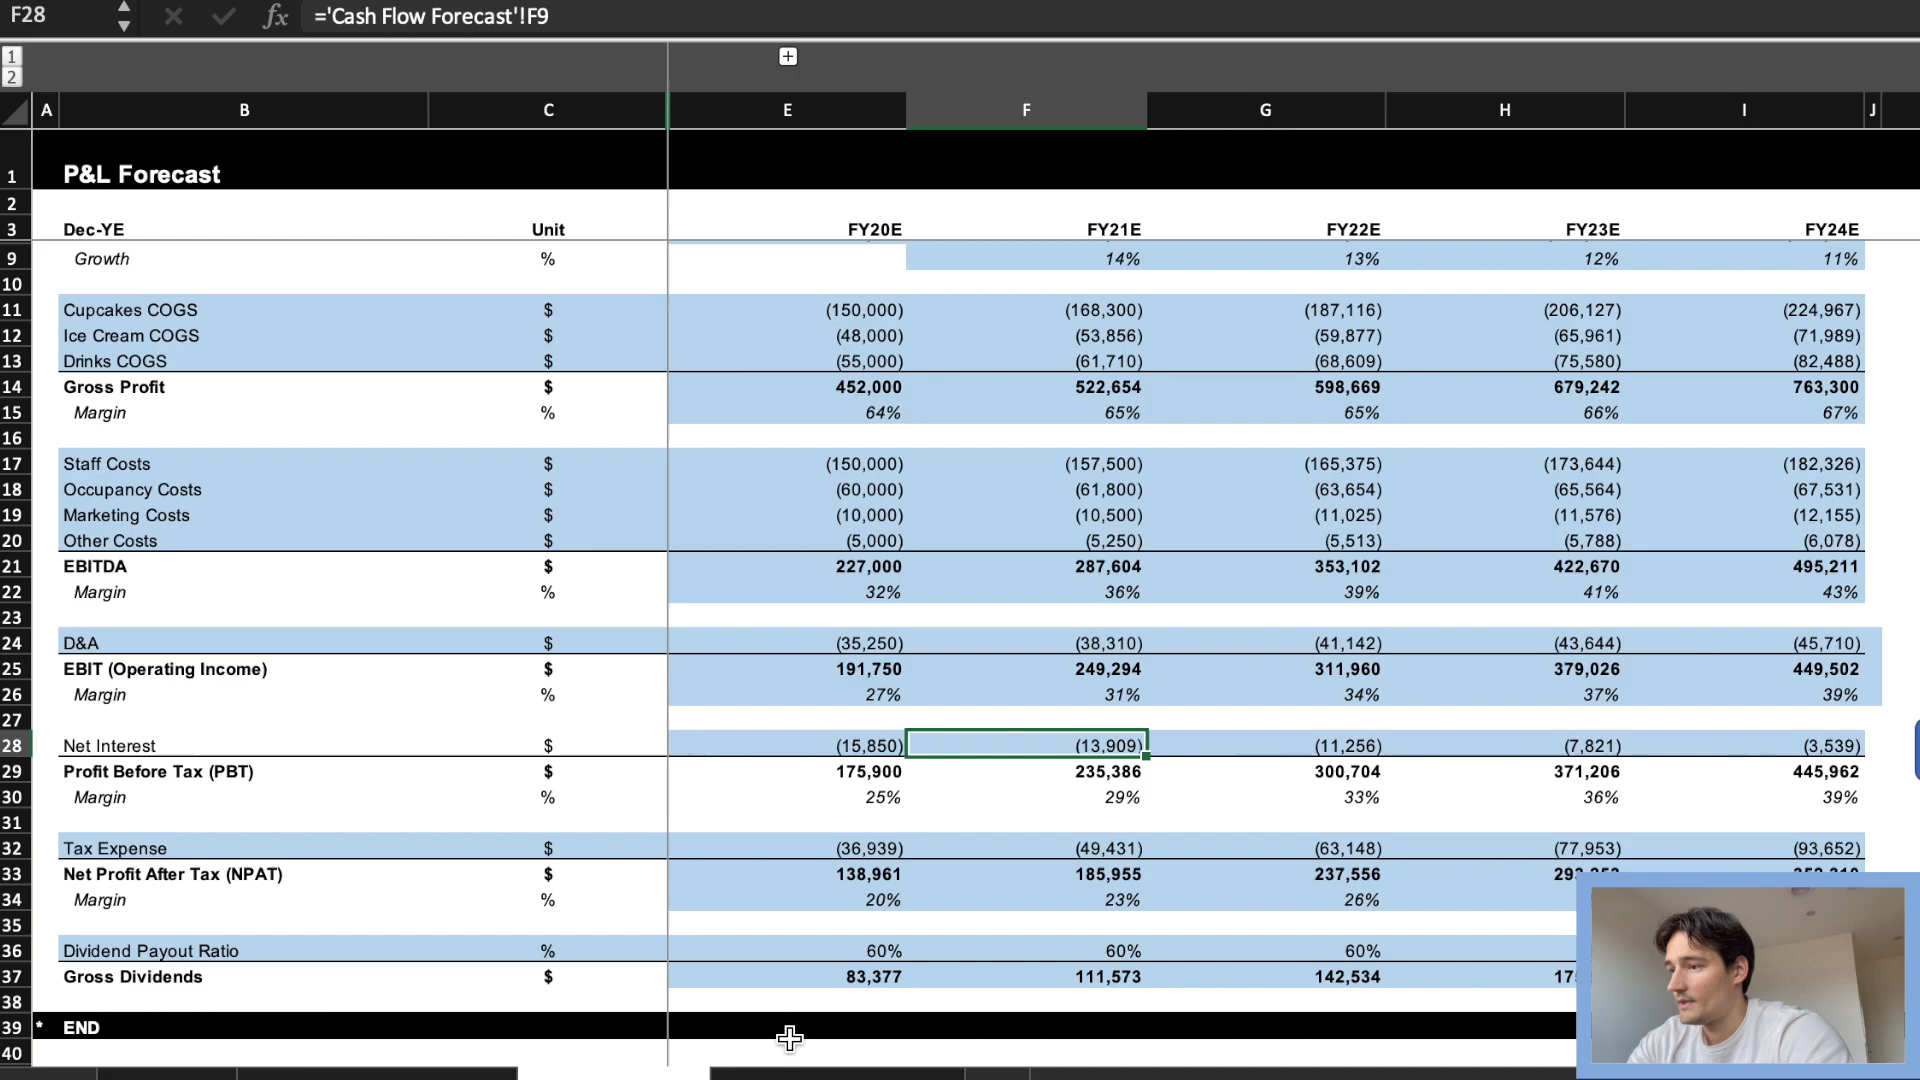 F28 fx ='Cash Flow Forecast'!F9
1 +
2
A B C E F G H I J
1 P&L Forecast
2
3 Dec-YE Unit FY20E FY21E FY22E FY23E FY24E
9 Growth % 14% 13% 12% 11%
10
11 Cupcakes COGS $ (150,000) (168,300) (187,116) (206,127) (224,967)
12 Ice Cream COGS $ (48,000) (53,856) (59,877) (65,961) (71,989)
13 Drinks COGS $ (55,000) (61,710) (68,609) (75,580) (82,488)
14 Gross Profit $ 452,000 522,654 598,669 679,242 763,300
15 Margin % 64% 65% 65% 66% 67%
16
17 Staff Costs $ (150,000) (157,500) (165,375) (173,644) (182,326)
18 Occupancy Costs $ (60,000) (61,800) (63,654) (65,564) (67,531)
19 Marketing Costs $ (10,000) (10,500) (11,025) (11,576) (12,155)
20 Other Costs $ (5,000) (5,250) (5,513) (5,788) (6,078)
21 EBITDA $ 227,000 287,604 353,102 422,670 495,211
22 Margin % 32% 36% 39% 41% 43%
23
24 D&A $ (35,250) (38,310) (41,142) (43,644) (45,710)
25 EBIT (Operating Income) $ 191,750 249,294 311,960 379,026 449,502
26 Margin % 27% 31% 34% 37% 39%
27
28 Net Interest $ (15,850) (13,909) (11,256) (7,821) (3,539)
29 Profit Before Tax (PBT) $ 175,900 235,386 300,704 371,206 445,962
30 Margin % 25% 29% 33% 36% 39%
31
32 Tax Expense $ (36,939) (49,431) (63,148) (77,953) (93,652)
33 Net Profit After Tax (NPAT) $ 138,961 185,955 237,556
34 Margin % 20% 23% 26%
35
36 Dividend Payout Ratio % 60% 60% 60%
37 Gross Dividends $ 83,377 111,573 142,534
38
39 * END
40